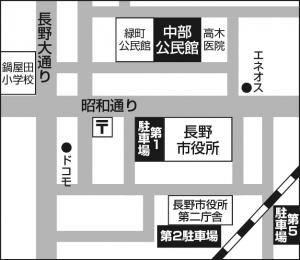 長野大通り
緑町
公民館
中部
公民館
高木
医院
エネオス
鍋屋田
小学校
昭和通り
〒
ドコモ
第1
駐車場
長野
市役所
長野市役所
第二庁舎
第2駐車場
第5
駐車場